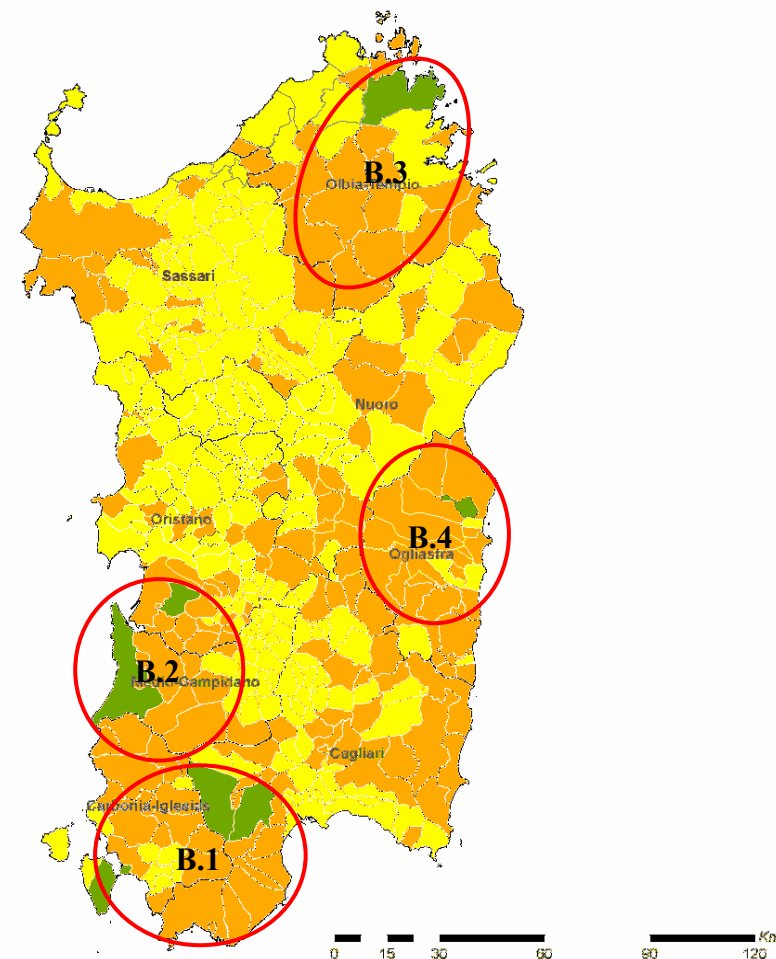 B.3
Olbia-Tempio
Sassari
Nuoro
Oristano
B.4
Ogliastra
B.2
Medio-Campidano
Cagliari
Carbonia-Iglesias
B.1
Km
0 15 30 60 90 120